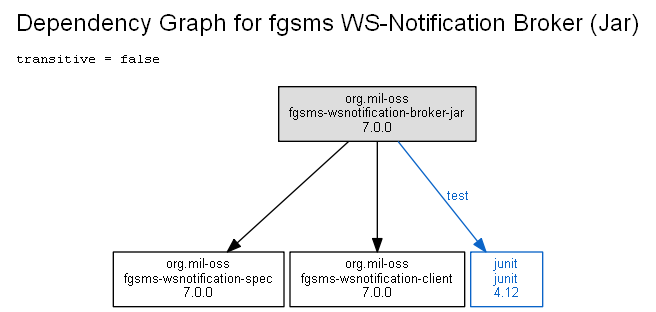 Dependency Graph for fgsms WS-Notification Broker (Jar)
transitive = false
org.mil-oss
fgsms-wsnotification-broker-jar
7.0.0
test
org.mil-oss
fgsms-wsnotification-spec
7.0.0
org.mil-oss
fgsms-wsnotification-client
7.0.0
junit
junit
4.12